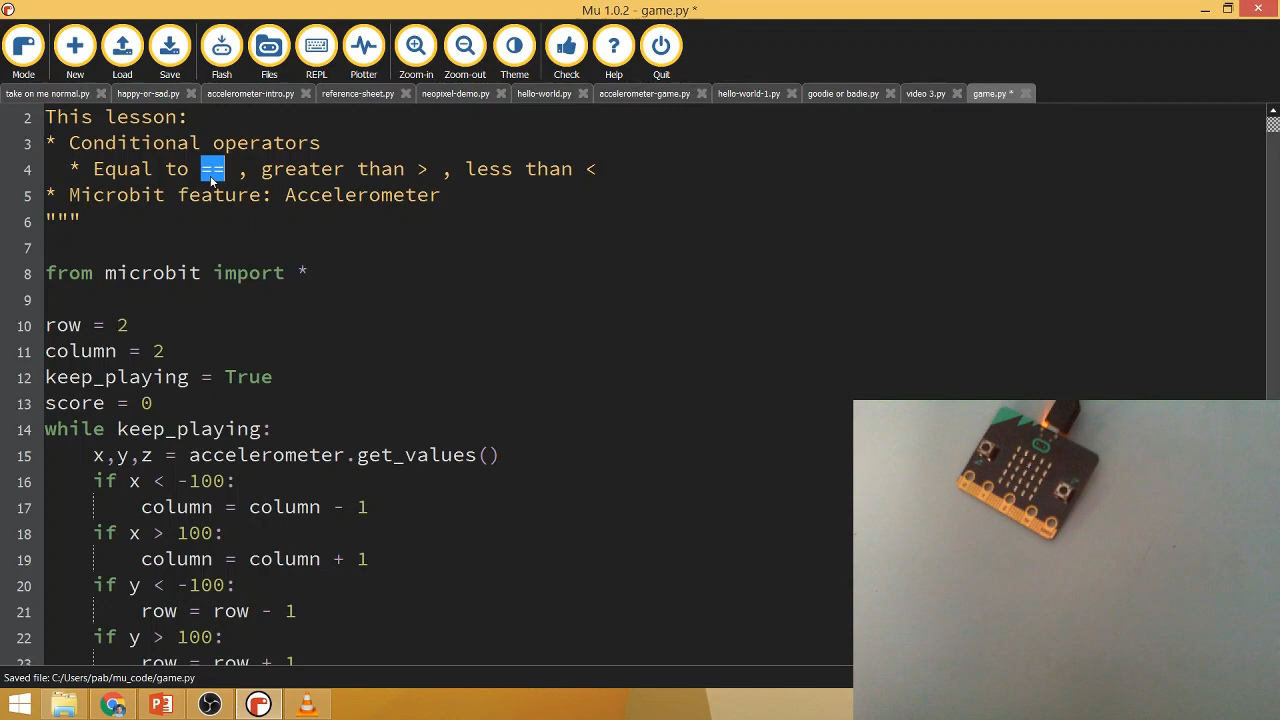 Mu 1.0.2 - game.py *
Mode New Load Save Flash Files REPL Plotter Zoom-in Zoom-out Theme Check Help Quit
take on me normal.py happy-or-sad.py accelerometer-intro.py reference-sheet.py neopixel-demo.py hello-world.py accelerometer-game.py hello-world-1.py goodie or badie.py video 3.py game.py *
2 This lesson:
3 * Conditional operators
4 * Equal to == , greater than > , less than <
5 * Microbit feature: Accelerometer
6 """
7
8 from microbit import *
9
10 row = 2
11 column = 2
12 keep_playing = True
13 score = 0
14 while keep_playing:
15 x,y,z = accelerometer.get_values()
16 if x < -100:
17 column = column - 1
18 if x > 100:
19 column = column + 1
20 if y < -100:
21 row = row - 1
22 if y > 100:
23 row = row + 1
Saved file: C:/Users/pab/mu_code/game.py